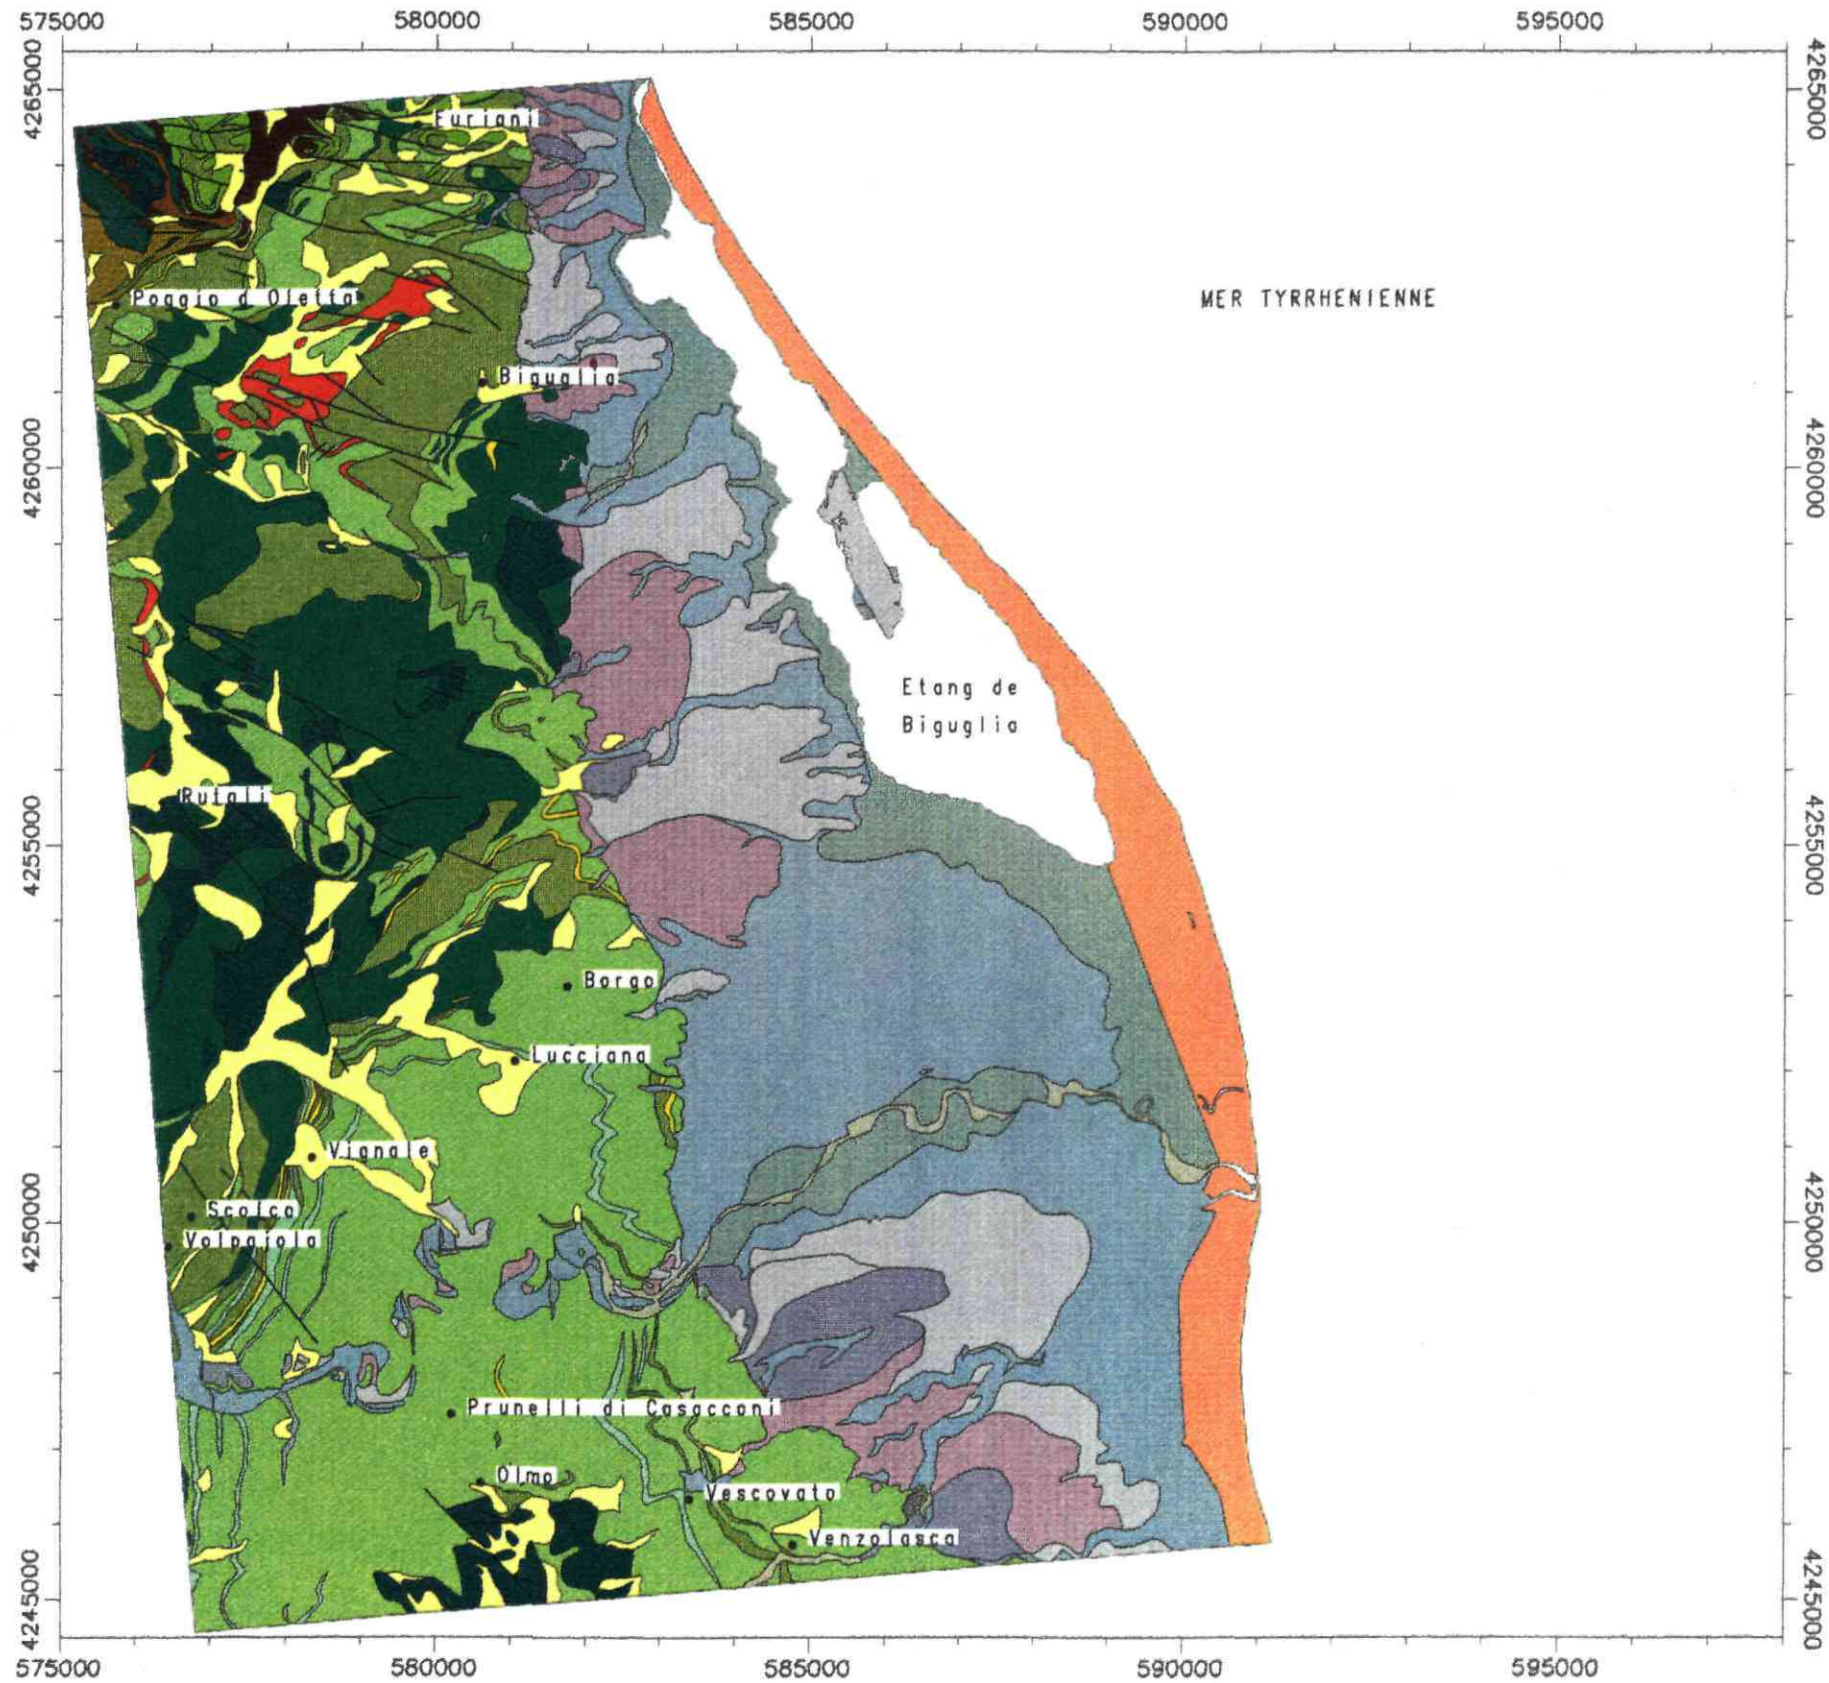 575000 580000 585000 590000 595000
4265000 4265000
Furiani
Poggio d Oletta
MER TYRRHENIENNE
Biguglia
4260000 4260000
Etang de
Biguglia
Rutali
4255000 4255000
Borgo
Lucciana
Vignale
Scolca
4250000 4250000
Volpajola
Prunelli di Casacconi
Olmo
Vescovato
Venzolasca
4245000 4245000
575000 580000 585000 590000 595000